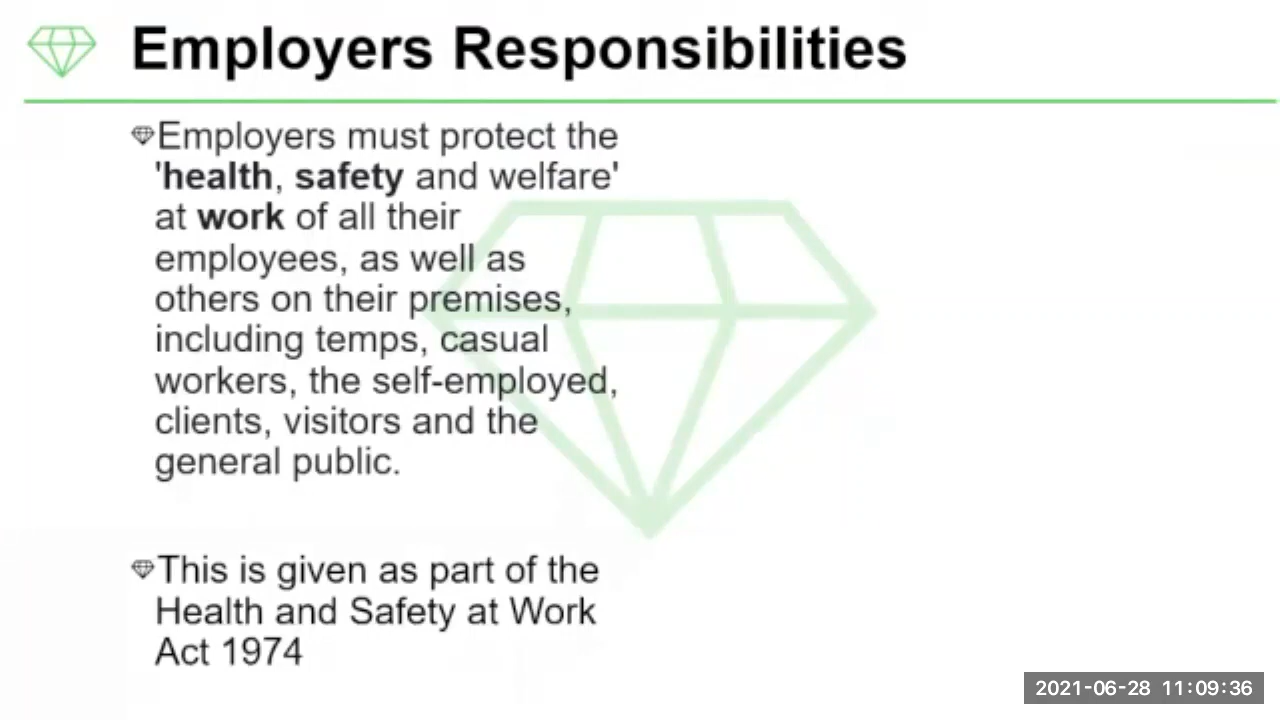 Employers Responsibilities
Employers must protect the
'health, safety and welfare'
at work of all their
employees, as well as
others on their premises,
including temps, casual
workers, the self-employed,
clients, visitors and the
general public.
This is given as part of the
Health and Safety at Work
Act 1974
2021-06-28 11:09:36